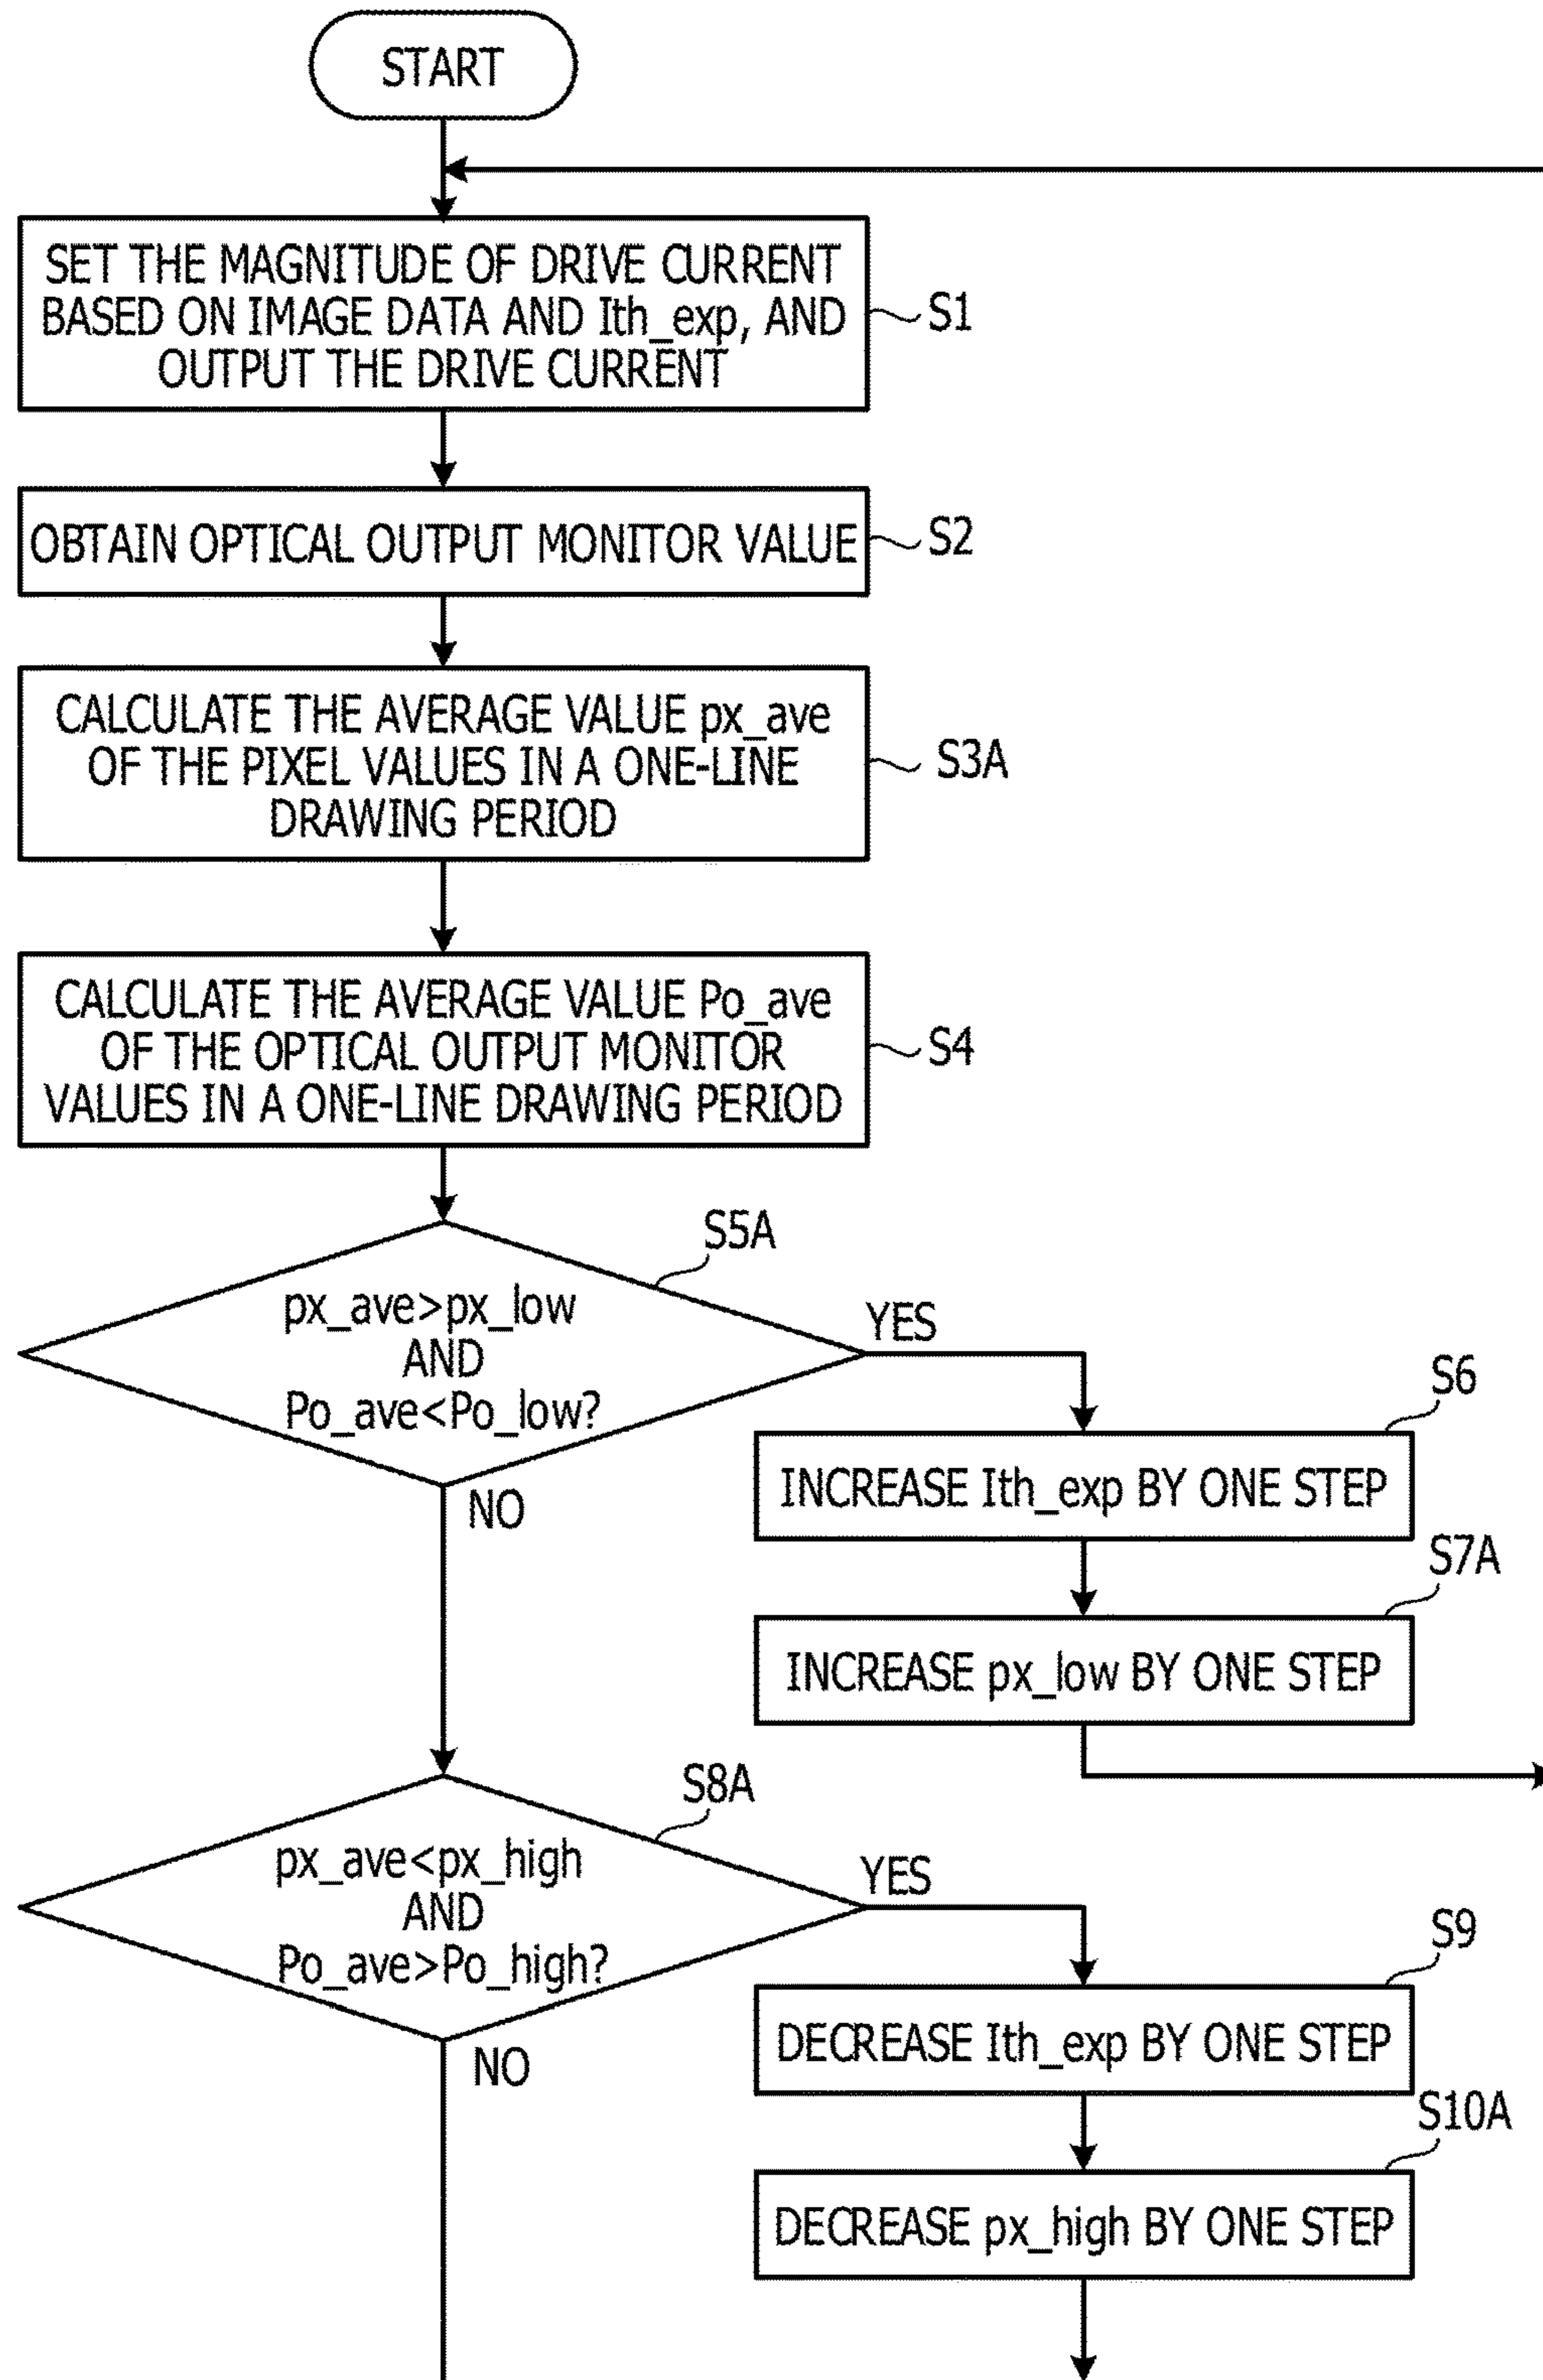 START
SET THE MAGNITUDE OF DRIVE CURRENT
BASED ON IMAGE DATA AND Ith_exp, AND
OUTPUT THE DRIVE CURRENT
S1
OBTAIN OPTICAL OUTPUT MONITOR VALUE
S2
CALCULATE THE AVERAGE VALUE px_ave
OF THE PIXEL VALUES IN A ONE-LINE
DRAWING PERIOD
S3A
CALCULATE THE AVERAGE VALUE Po_ave
OF THE OPTICAL OUTPUT MONITOR
VALUES IN A ONE-LINE DRAWING PERIOD
S4
S5A
px_ave>px_low
AND
Po_ave<Po_low?
YES
NO
S6
INCREASE Ith_exp BY ONE STEP
S7A
INCREASE px_low BY ONE STEP
S8A
px_ave<px_high
AND
Po_ave>Po_high?
YES
NO
S9
DECREASE Ith_exp BY ONE STEP
S10A
DECREASE px_high BY ONE STEP